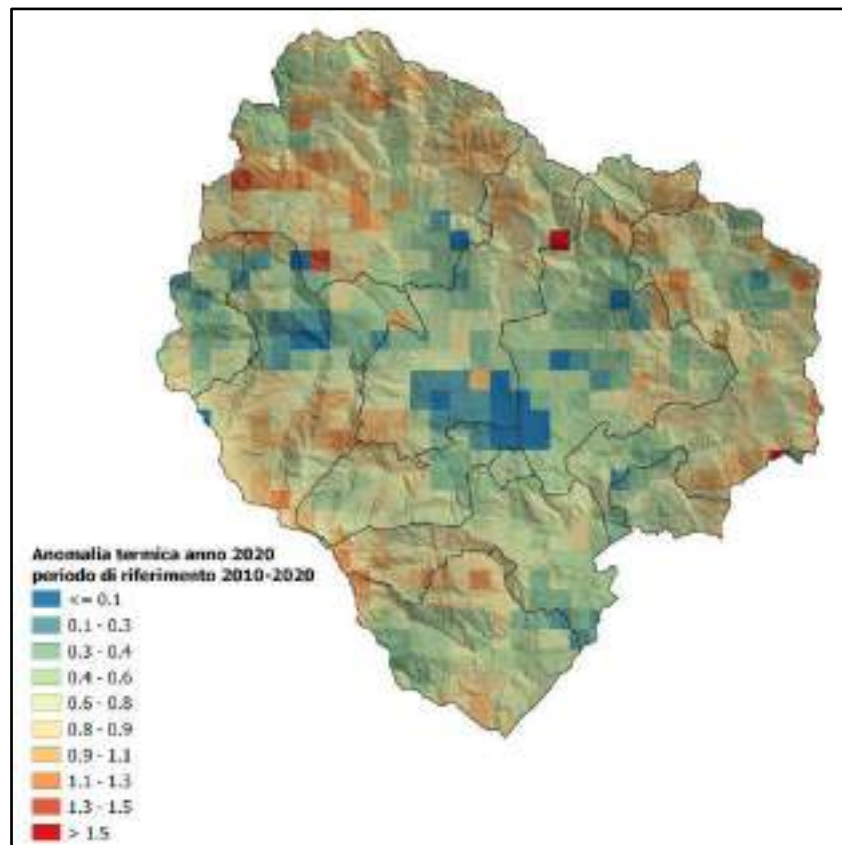 Anomalia termica anno 2020
periodo di riferimento 2010-2020
<= 0.1
0.1 - 0.3
0.3 - 0.4
0.4 - 0.6
0.6 - 0.8
0.8 - 0.9
0.9 - 1.1
1.1 - 1.3
1.3 - 1.5
> 1.5